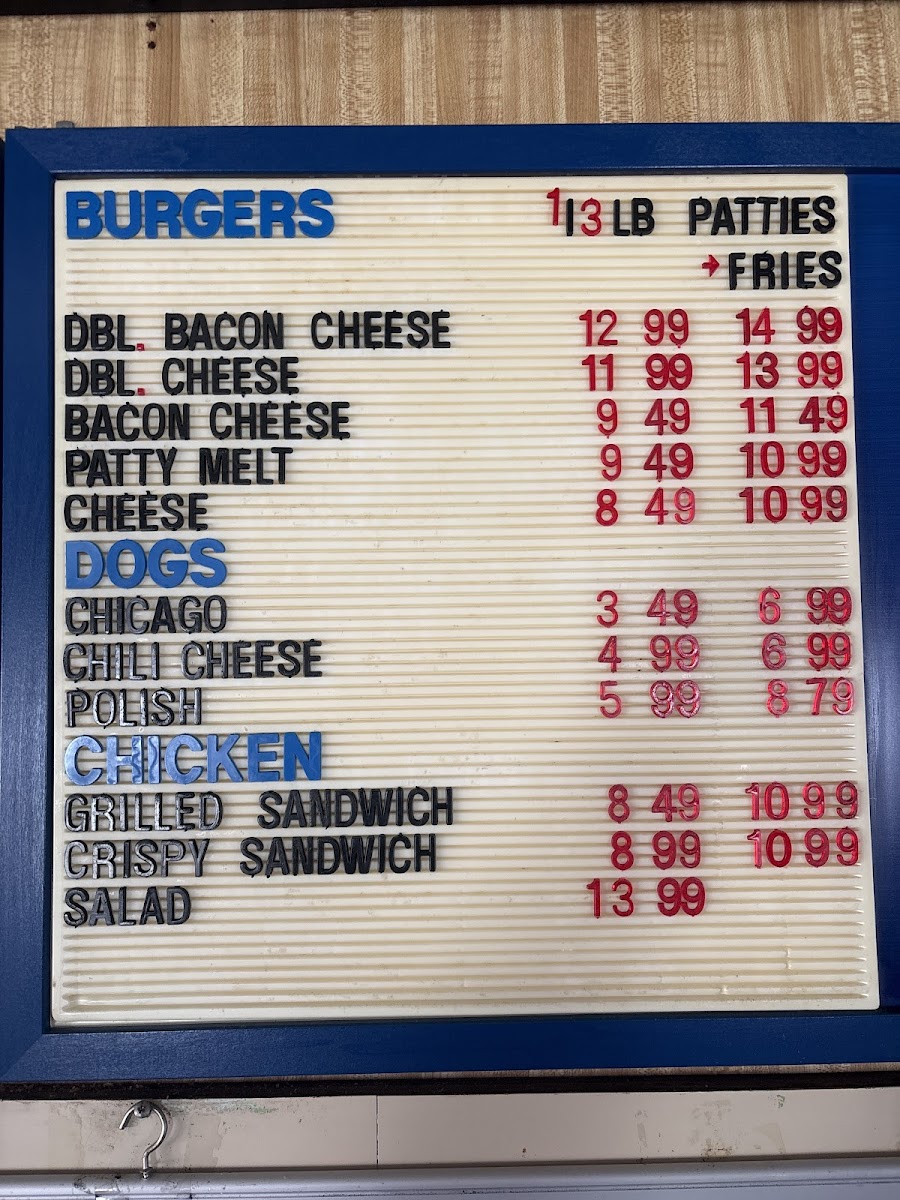 BURGERS 1/3 LB PATTIES
→FRIES
DBL. BACON CHEESE 12 99 14 99
DBL. CHEESE 11 99 13 99
BACON CHEESE 9 49 11 49
PATTY MELT 9 49 10 99
CHEESE 8 49 10 99
DOGS
CHICAGO 3 49 6 99
CHILI CHEESE 4 99 6 99
POLISH 5 99 8 79
CHICKEN
GRILLED SANDWICH 8 49 10 99
CRISPY SANDWICH 8 99 10 99
SALAD 13 99